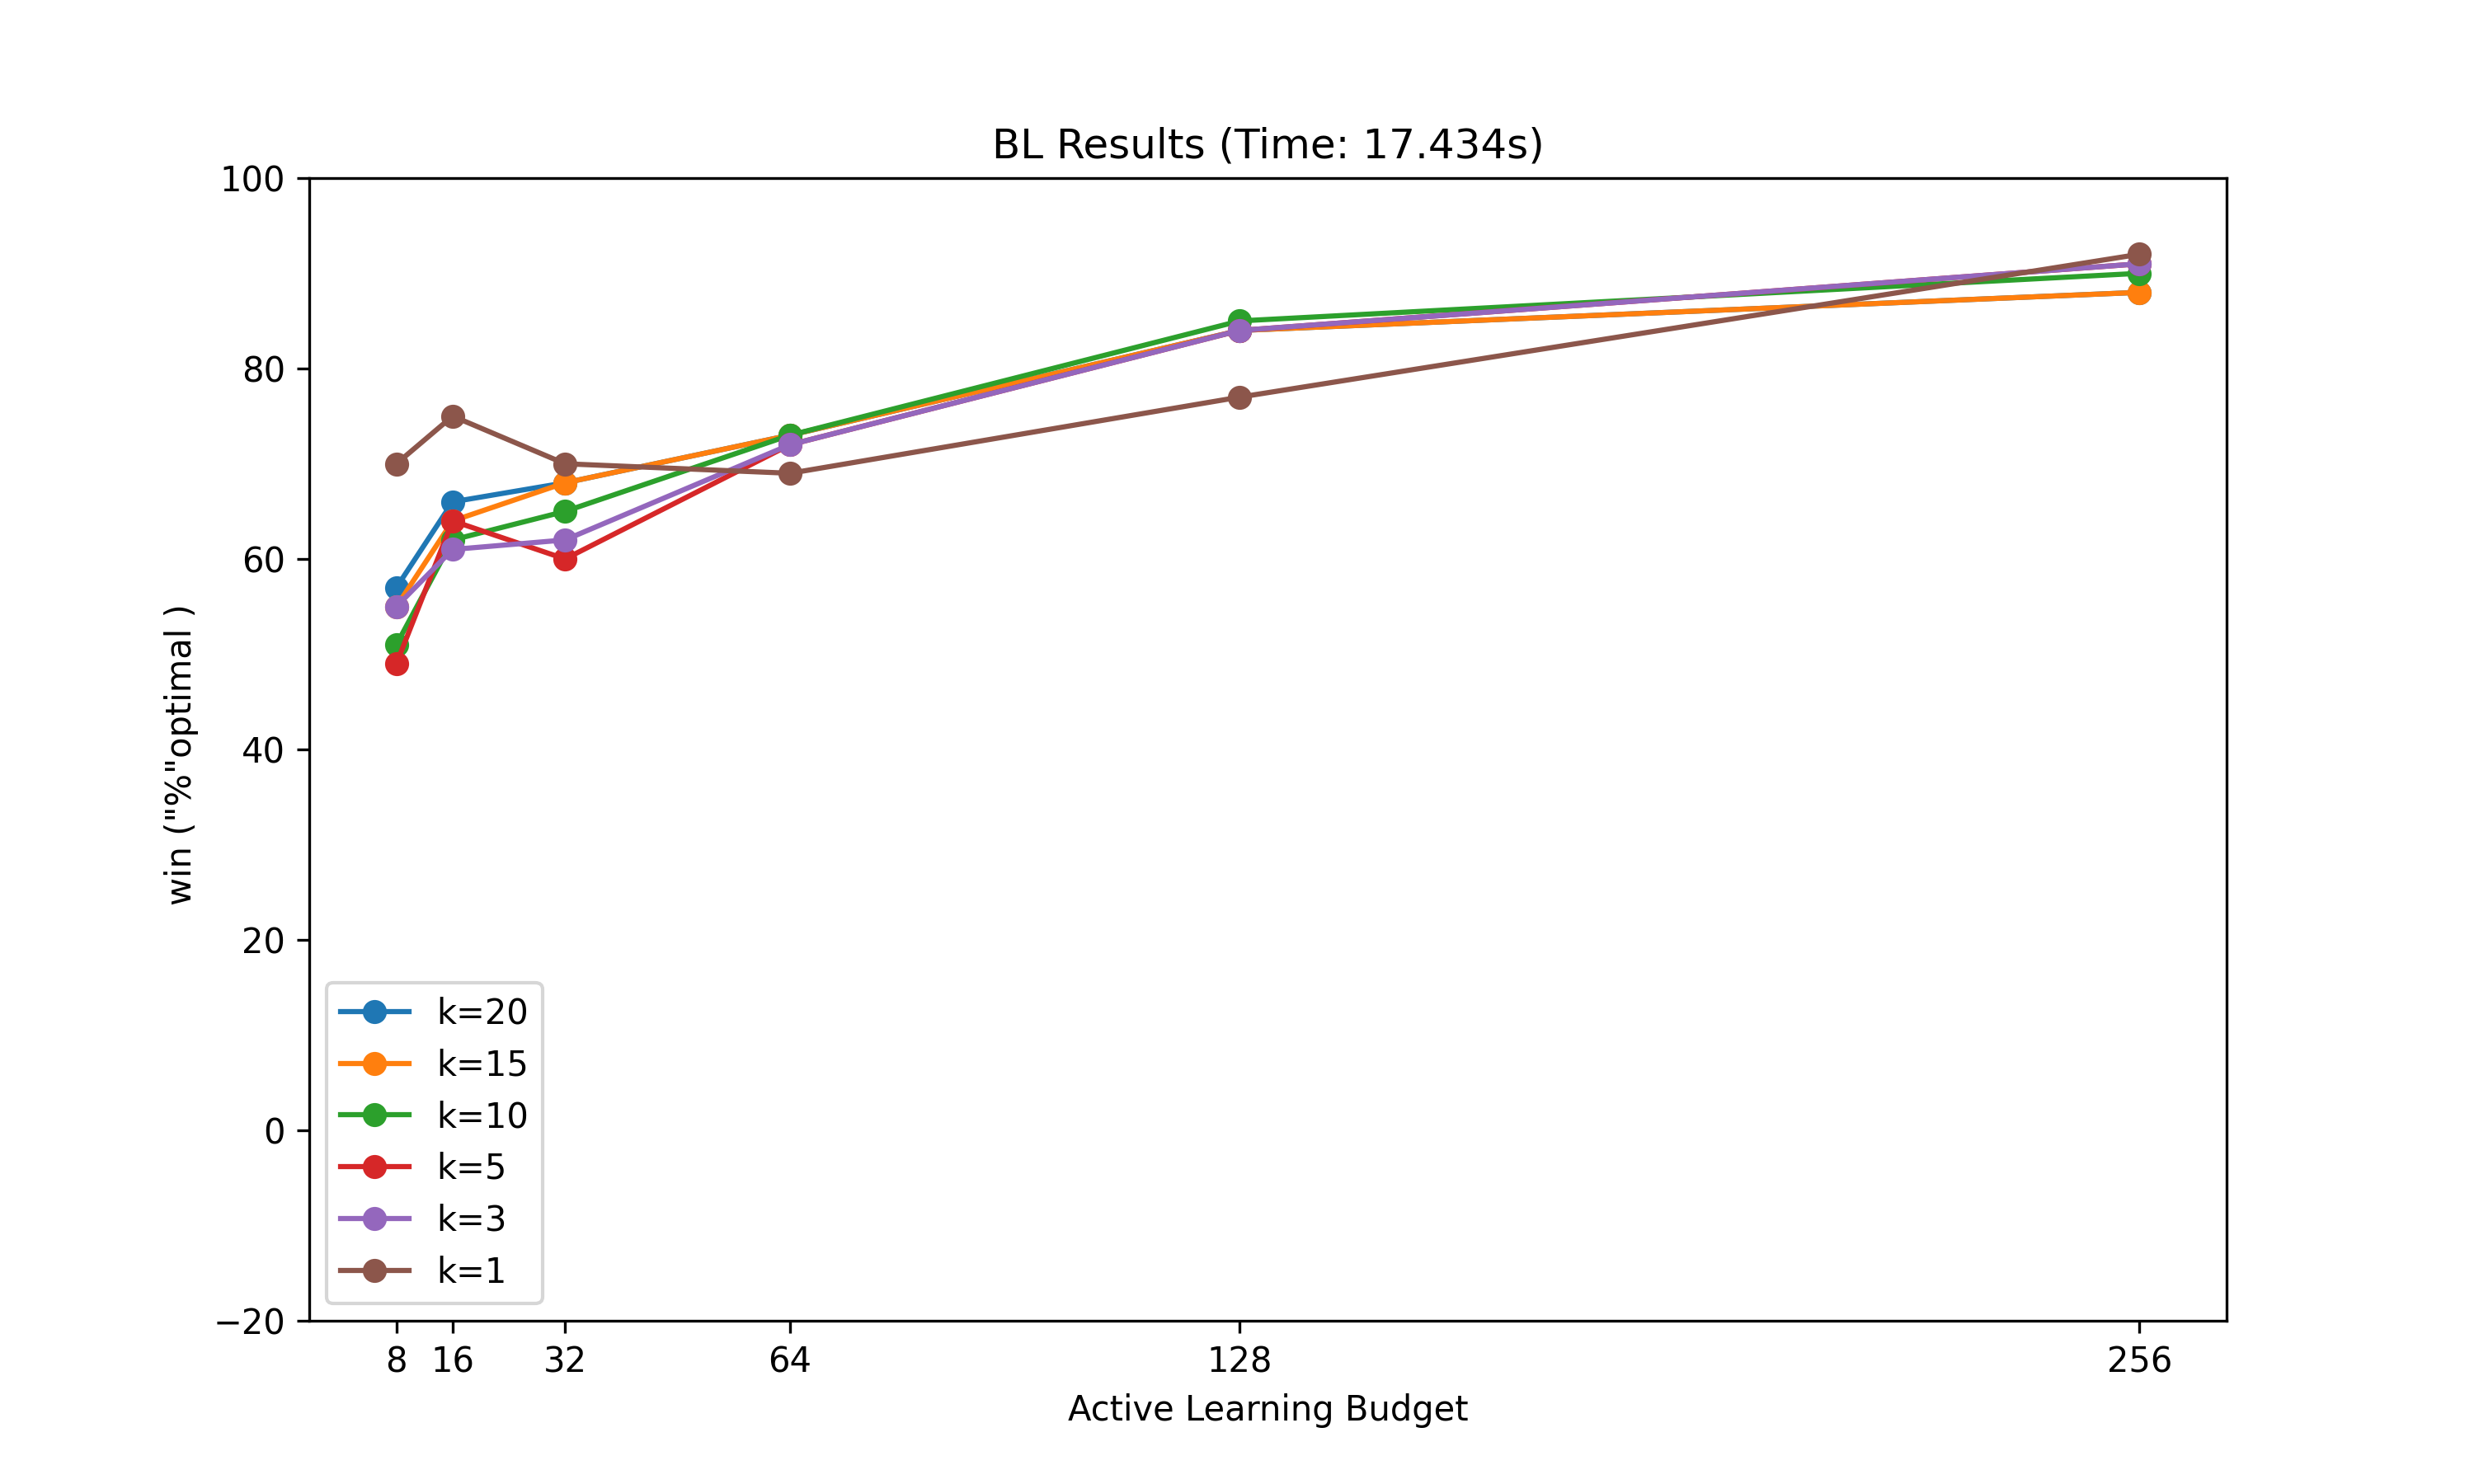 BL Results (Time: 17.434s)
100
80
60
40
20
0
−20
win ("%"optimal )
k=20
k=15
k=10
k=5
k=3
k=1
8 16 32 64 128 256
Active Learning Budget